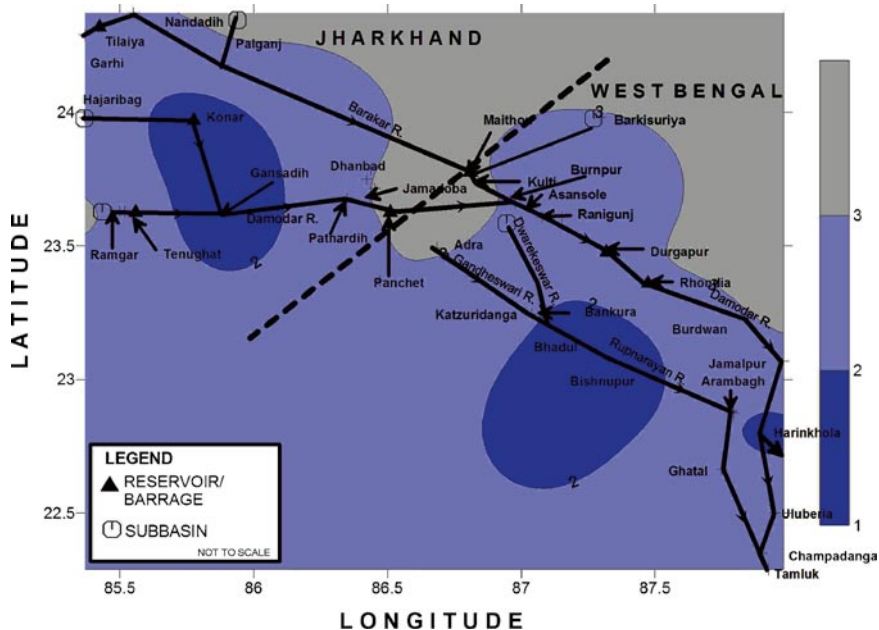 Nandadih
Tilaiya
Palganj
JHARKHAND
Garhi
WEST BENGAL
Hajaribag
24
Konar
Barakar R.
Maithon
3
Barkisuriya
Dhanbad
Burnpur
Kulti
Gansadih
Jamadoba
Asansole
Ranigunj
Damodar R.
Pathardih
Dwarekeswar R.
23.5
Ramgar
Tenughat
2
Panchet
Adra
Gandheswari R.
Durgapur
Rhondia
3
Damodar R.
Katzuridanga
2
Bankura
Burdwan
Bhadul
Rupnarayan R.
Jamalpur
23
Bishnupur
Arambagh
Harinkhola
LEGEND
RESERVOIR/
BARRAGE
SUBBASIN
NOT TO SCALE
Ghatal
2
22.5
Uluberia
Champadanga
Tamluk
85.5
86
86.5
87
87.5
LONGITUDE
LATITUDE
3
2
1